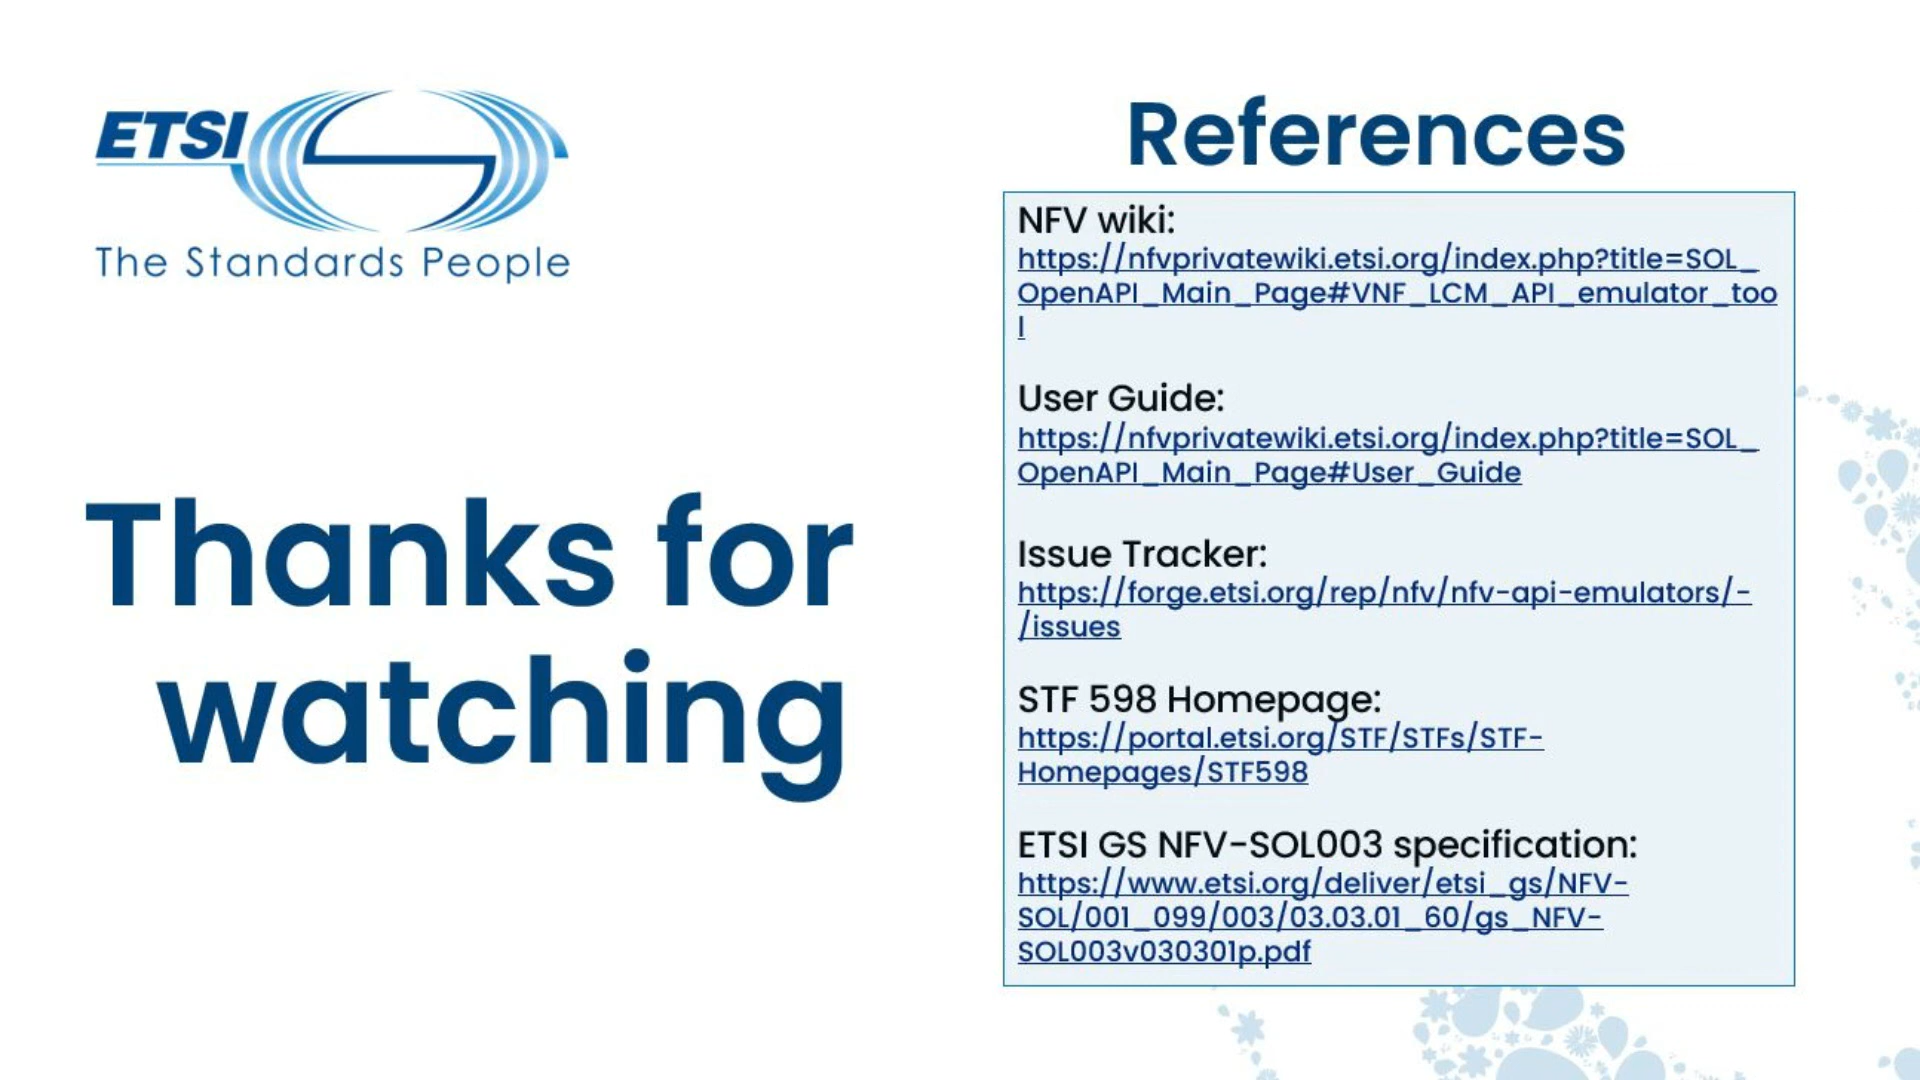 ETSI
The Standards People
Thanks for
watching
References
NFV wiki:
https://nfvprivatewiki.etsi.org/index.php?title=SOL_
OpenAPI_Main_Page#VNF_LCM_API_emulator_too
l
User Guide:
https://nfvprivatewiki.etsi.org/index.php?title=SOL_
OpenAPI_Main_Page#User_Guide
Issue Tracker:
https://forge.etsi.org/rep/nfv/nfv-api-emulators/-
/issues
STF 598 Homepage:
https://portal.etsi.org/STF/STFs/STF-
Homepages/STF598
ETSI GS NFV-SOL003 specification:
https://www.etsi.org/deliver/etsi_gs/NFV-
SOL/001_099/003/03.03.01_60/gs_NFV-
SOL003v030301p.pdf